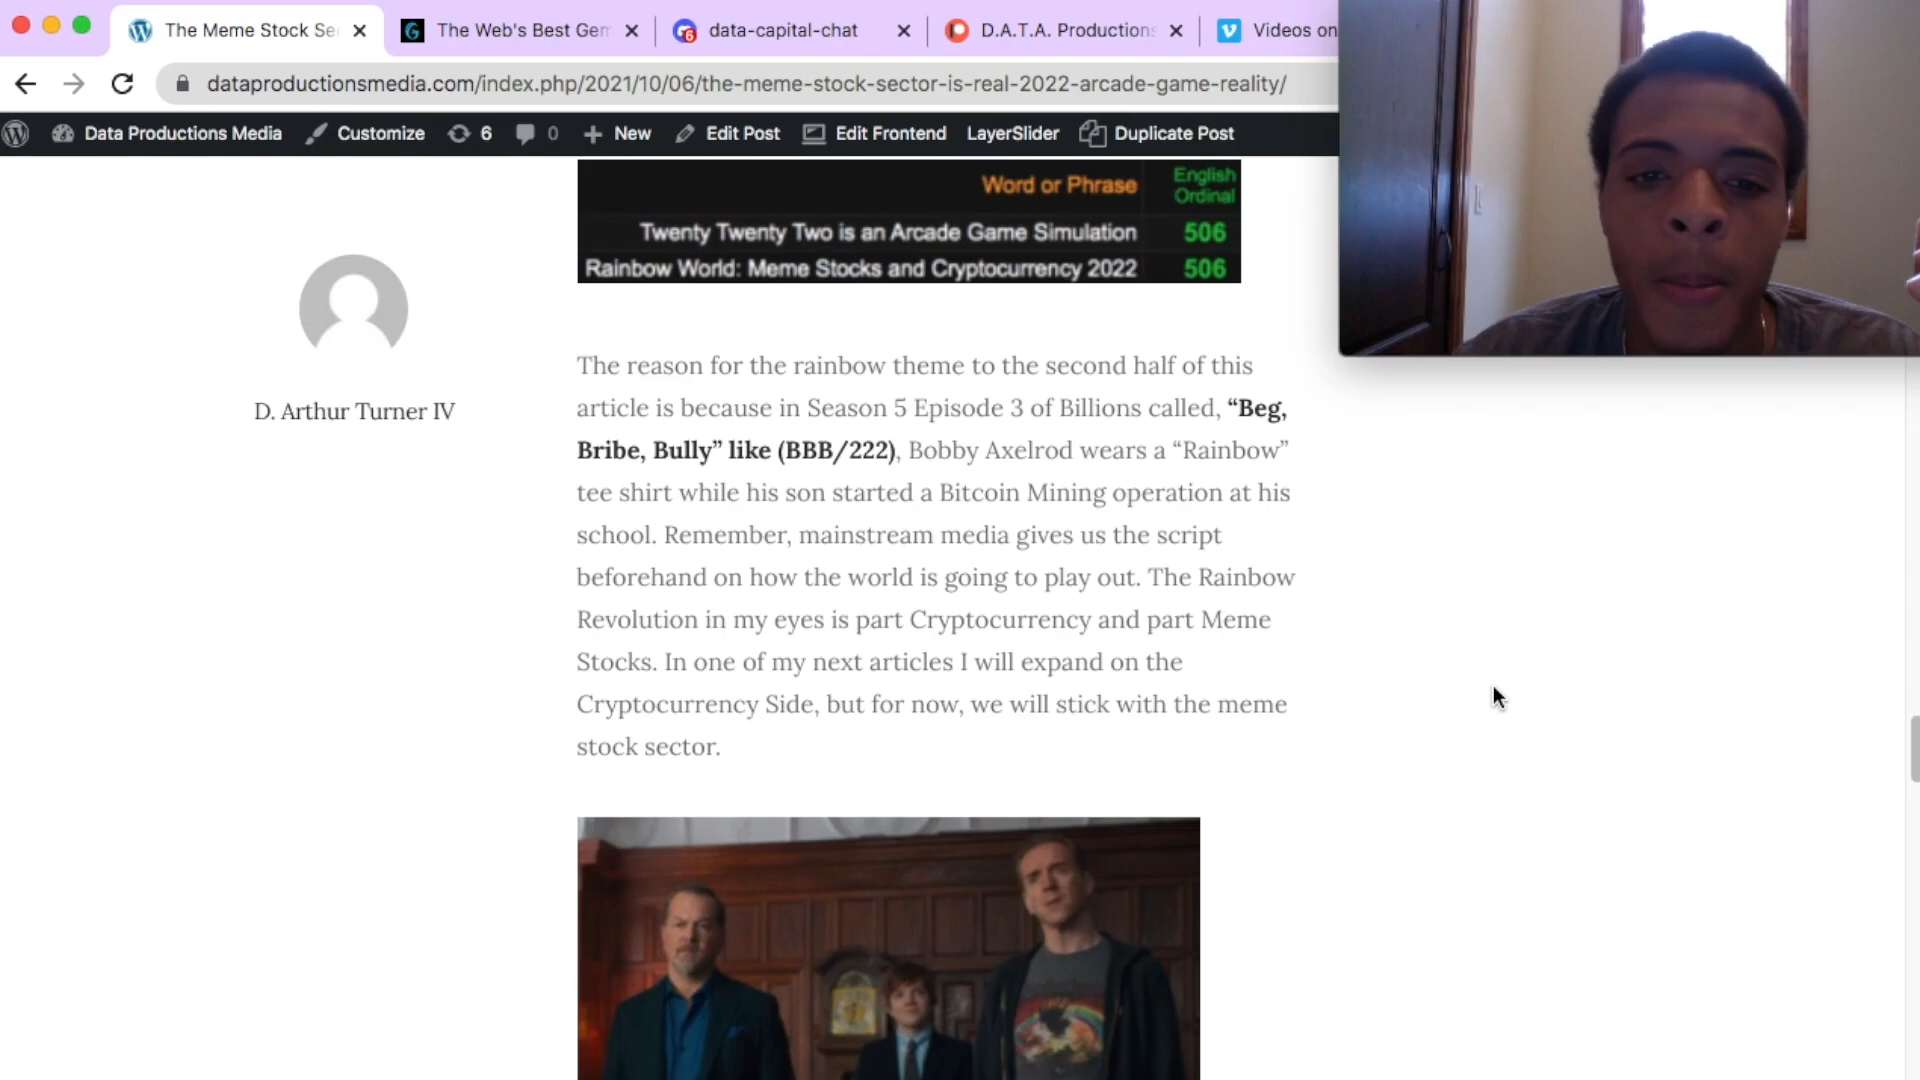 The Meme Stock Se
The Web's Best Gem
data-capital-chat
D.A.T.A. Productions
Videos on
dataproductionsmedia.com/index.php/2021/10/06/the-meme-stock-sector-is-real-2022-arcade-game-reality/
Data Productions Media
Customize
6
0
New
Edit Post
Edit Frontend
LayerSlider
Duplicate Post
Word or Phrase
English
Ordinal
Twenty Twenty Two is an Arcade Game Simulation 506
Rainbow World: Meme Stocks and Cryptocurrency 2022 506
D. Arthur Turner IV
The reason for the rainbow theme to the second half of this
article is because in Season 5 Episode 3 of Billions called, “Beg,
Bribe, Bully” like (BBB/222), Bobby Axelrod wears a “Rainbow”
tee shirt while his son started a Bitcoin Mining operation at his
school. Remember, mainstream media gives us the script
beforehand on how the world is going to play out. The Rainbow
Revolution in my eyes is part Cryptocurrency and part Meme
Stocks. In one of my next articles I will expand on the
Cryptocurrency Side, but for now, we will stick with the meme
stock sector.